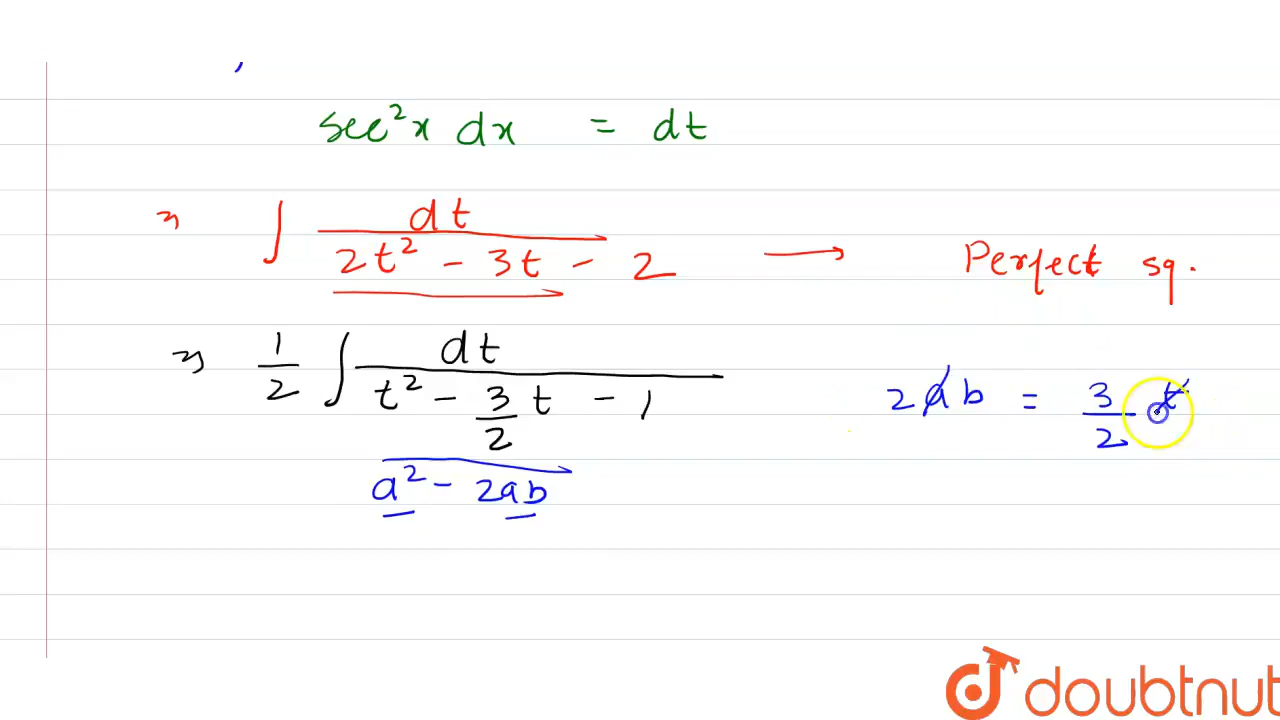 sec²x dx = dt
⇒ ∫ dt / (2t² - 3t - 2) → Perfect sq.
⇒ 1/2 ∫ dt / (t² - 3/2 t - 1)
2ab = 3/2 t
a² - 2ab
doubtnut